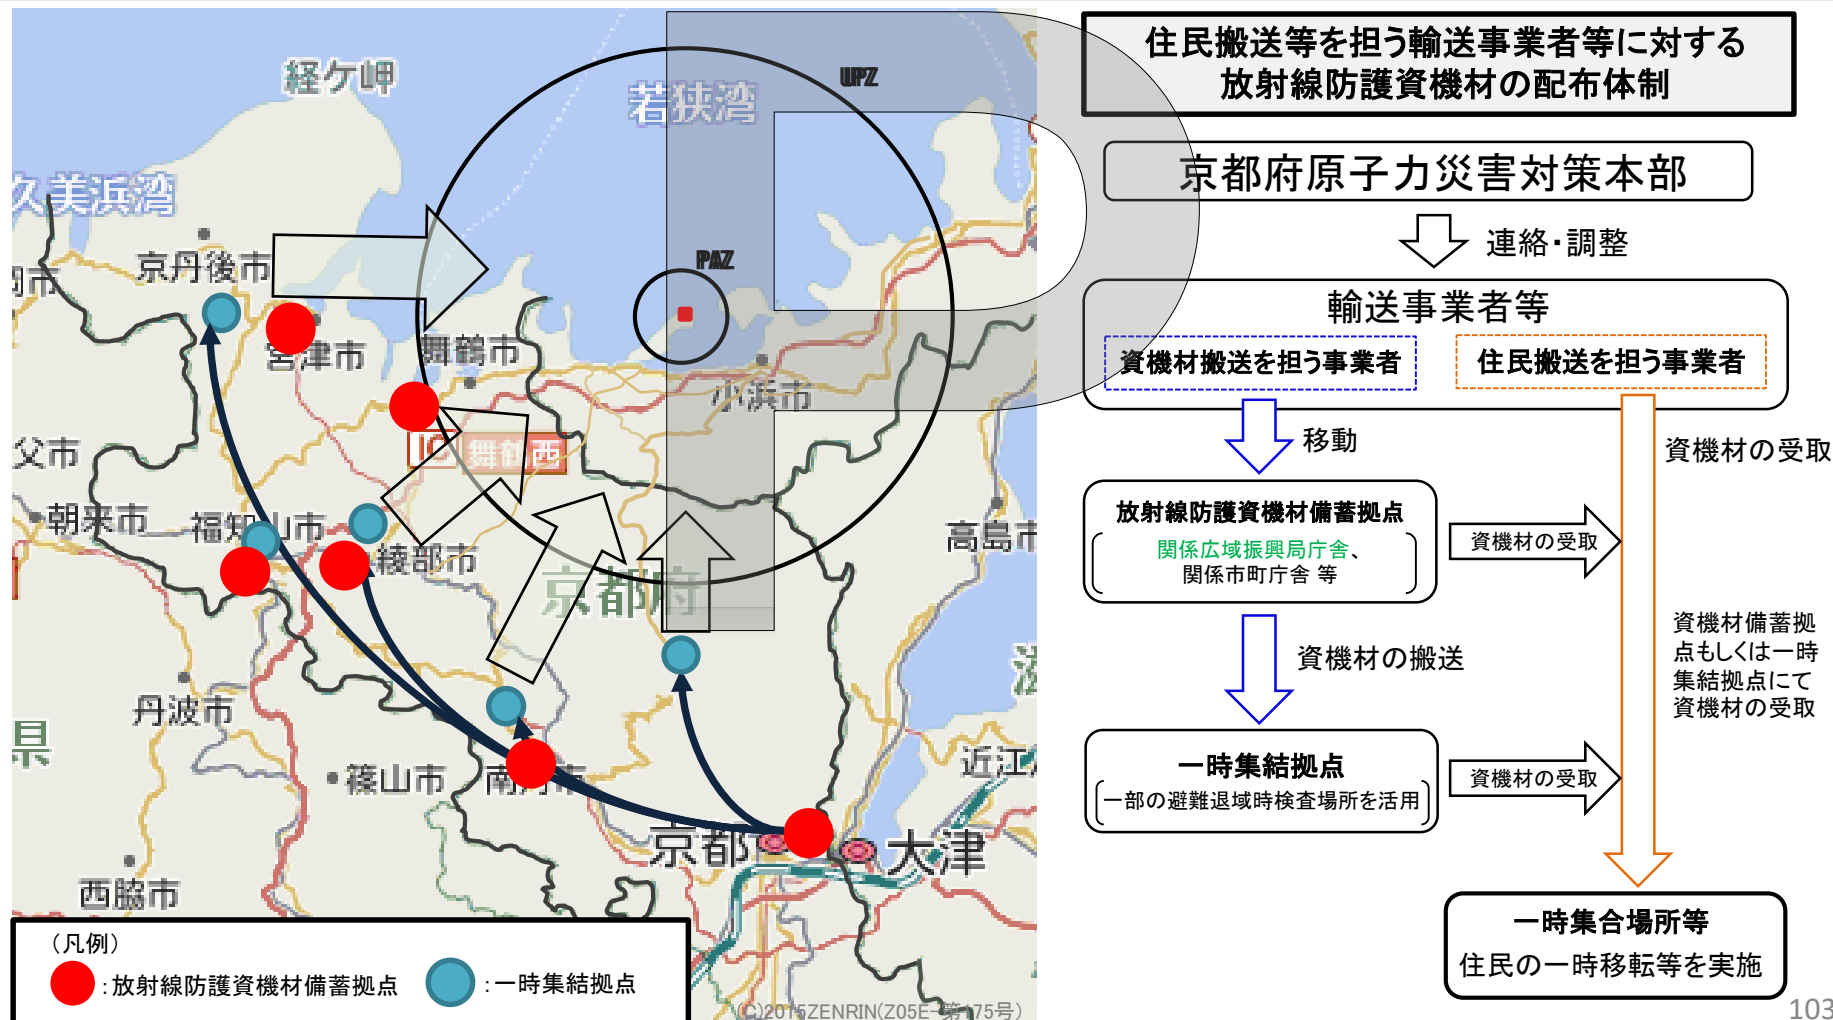 経ケ岬
若狭湾
UPZ
久美浜湾
京丹後市
PAZ
宮津市
舞鶴市
小浜市
IC 舞鶴西
父市
朝来市
福知山市
綾部市
京都府
高島市
丹波市
県
篠山市
南丹市
近江
京都
大津
西脇市
（凡例）
：放射線防護資機材備蓄拠点
：一時集結拠点
(C)2015ZENRIN(Z05E-第175号)
住民搬送等を担う輸送事業者等に対する
放射線防護資機材の配布体制
京都府原子力災害対策本部
連絡・調整
輸送事業者等
資機材搬送を担う事業者
住民搬送を担う事業者
移動
資機材の受取
放射線防護資機材備蓄拠点
関係広域振興局庁舎、
関係市町庁舎 等
資機材の受取
資機材の搬送
資機材備蓄拠
点もしくは一時
集結拠点にて
資機材の受取
一時集結拠点
一部の避難退域時検査場所を活用
資機材の受取
一時集合場所等
住民の一時移転等を実施
103